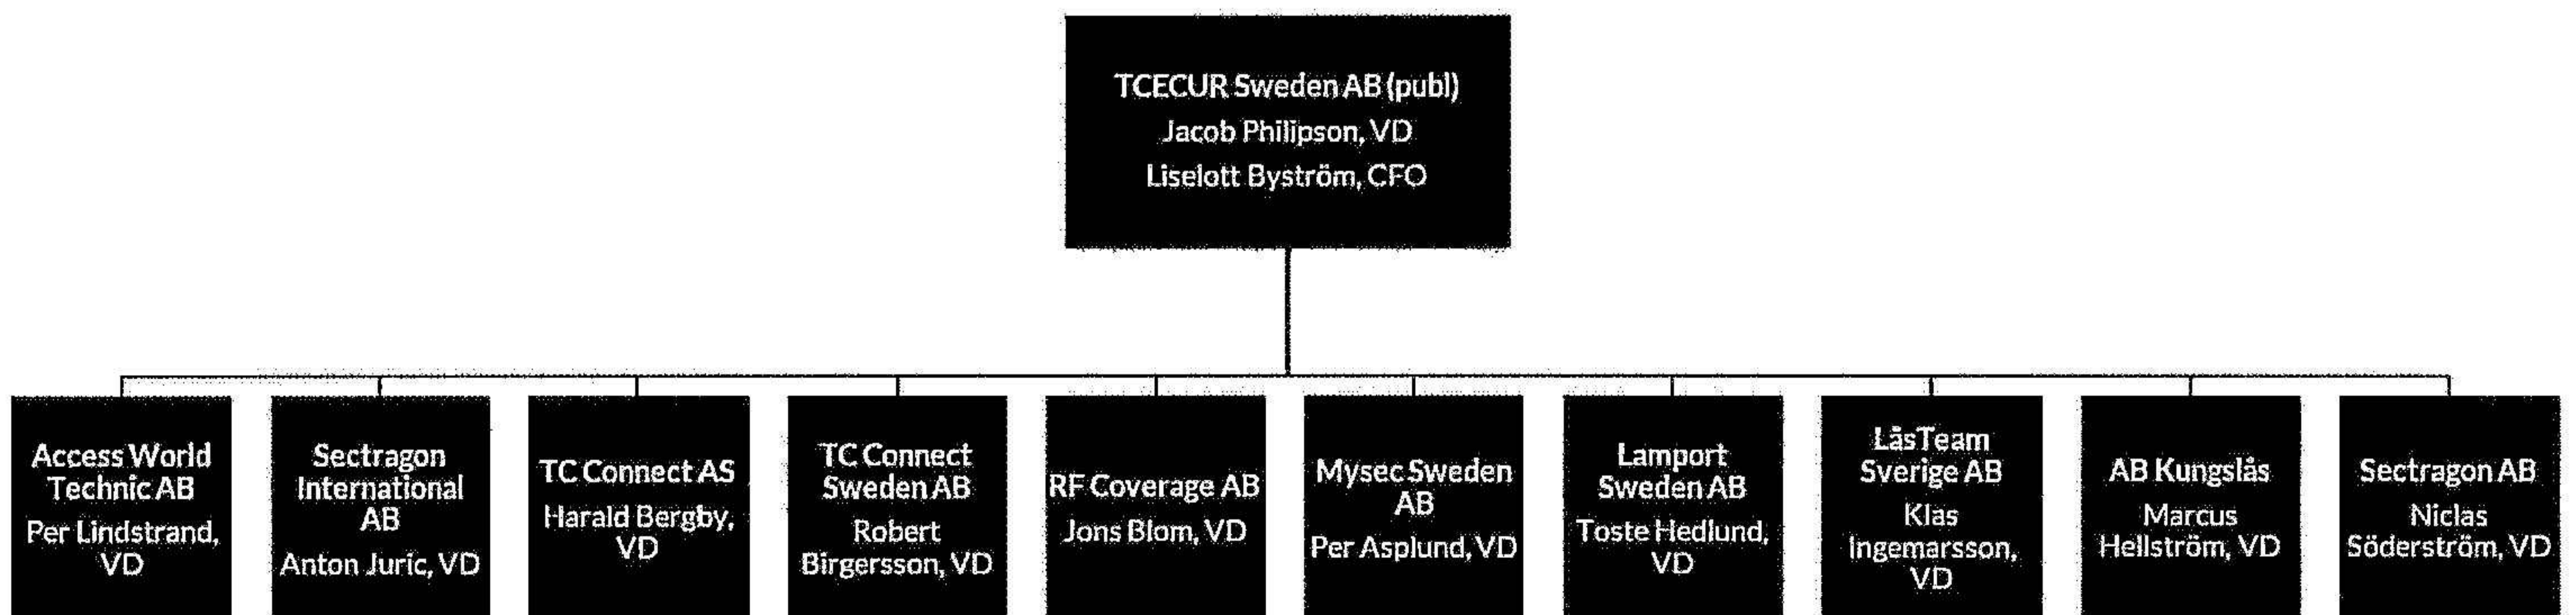 TCECUR Sweden AB (publ)
Jacob Philipson, VD
Liselott Byström, CFO
Access World
Technic AB
Per Lindstrand,
VD
Sectragon
International
AB
Anton Juric, VD
TC Connect AS
Harald Bergby,
VD
TC Connect
Sweden AB
Robert
Birgersson, VD
RF Coverage AB
Jons Blom, VD
Mysec Sweden
AB
Per Asplund, VD
Lamport
Sweden AB
Toste Hedlund,
VD
LåsTeam
Sverige AB
Klas
Ingemarsson,
VD
AB Kungslås
Marcus
Hellström, VD
Sectragon AB
Niclas
Söderström, VD